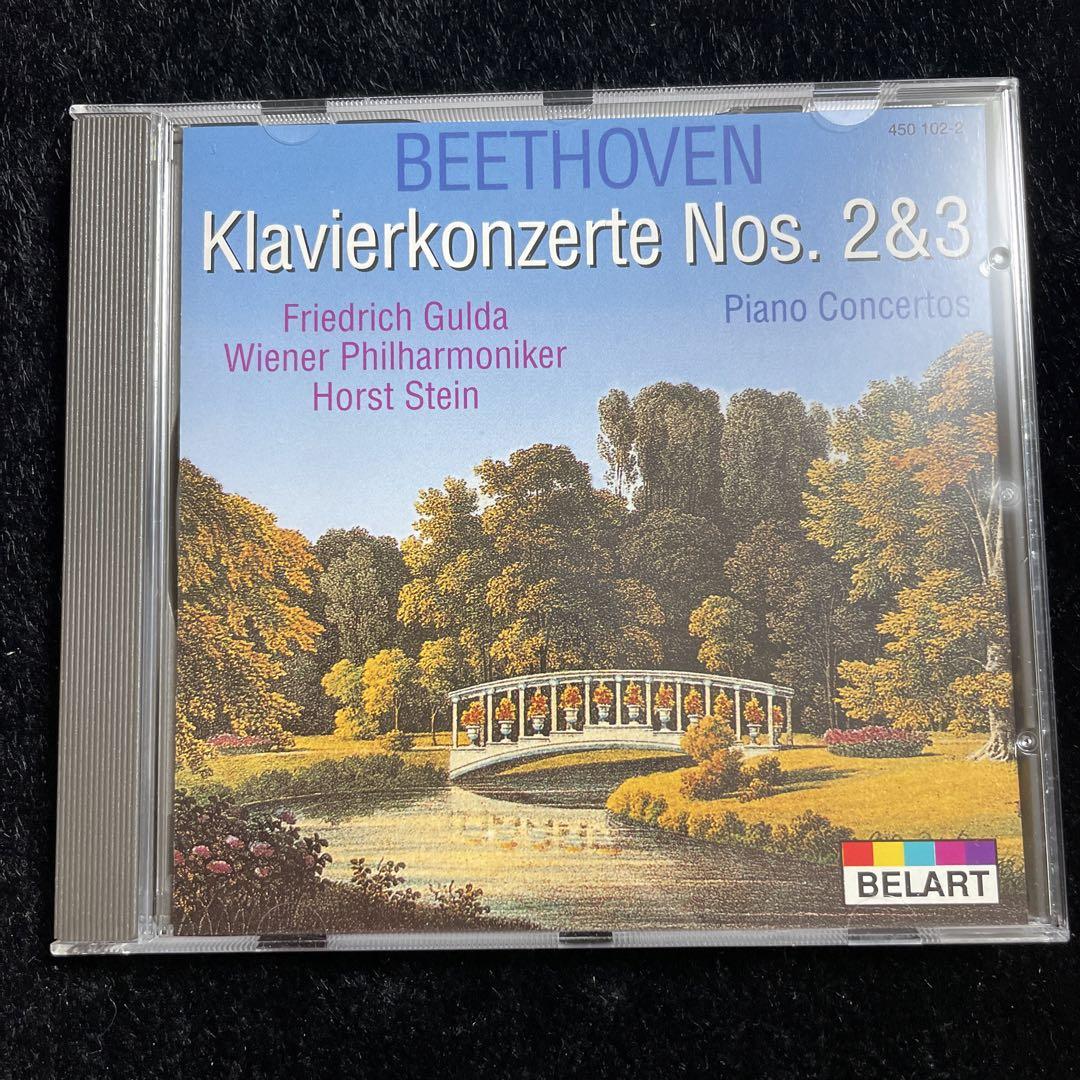 450 102-2
BEETHOVEN
Klavierkonzerte Nos. 2&3
Piano Concertos
Friedrich Gulda
Wiener Philharmoniker
Horst Stein
BELART